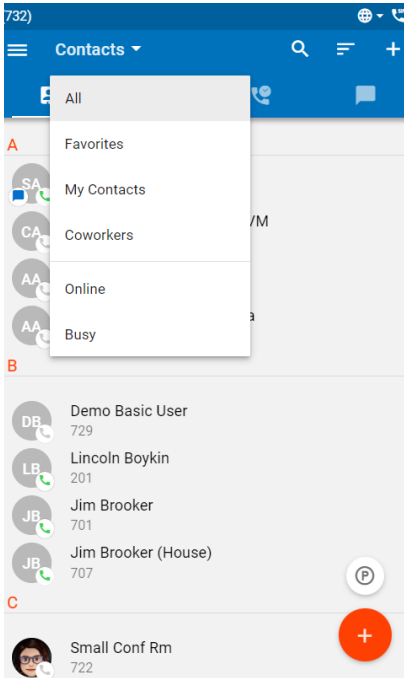 732)
Contacts
All
A
Favorites
SA
My Contacts
CA
/M
Coworkers
AA
Online
AA
a
Busy
B
DB
Demo Basic User
729
LB
Lincoln Boykin
201
JB
Jim Brooker
701
JB
Jim Brooker (House)
707
P
C
Small Conf Rm
722